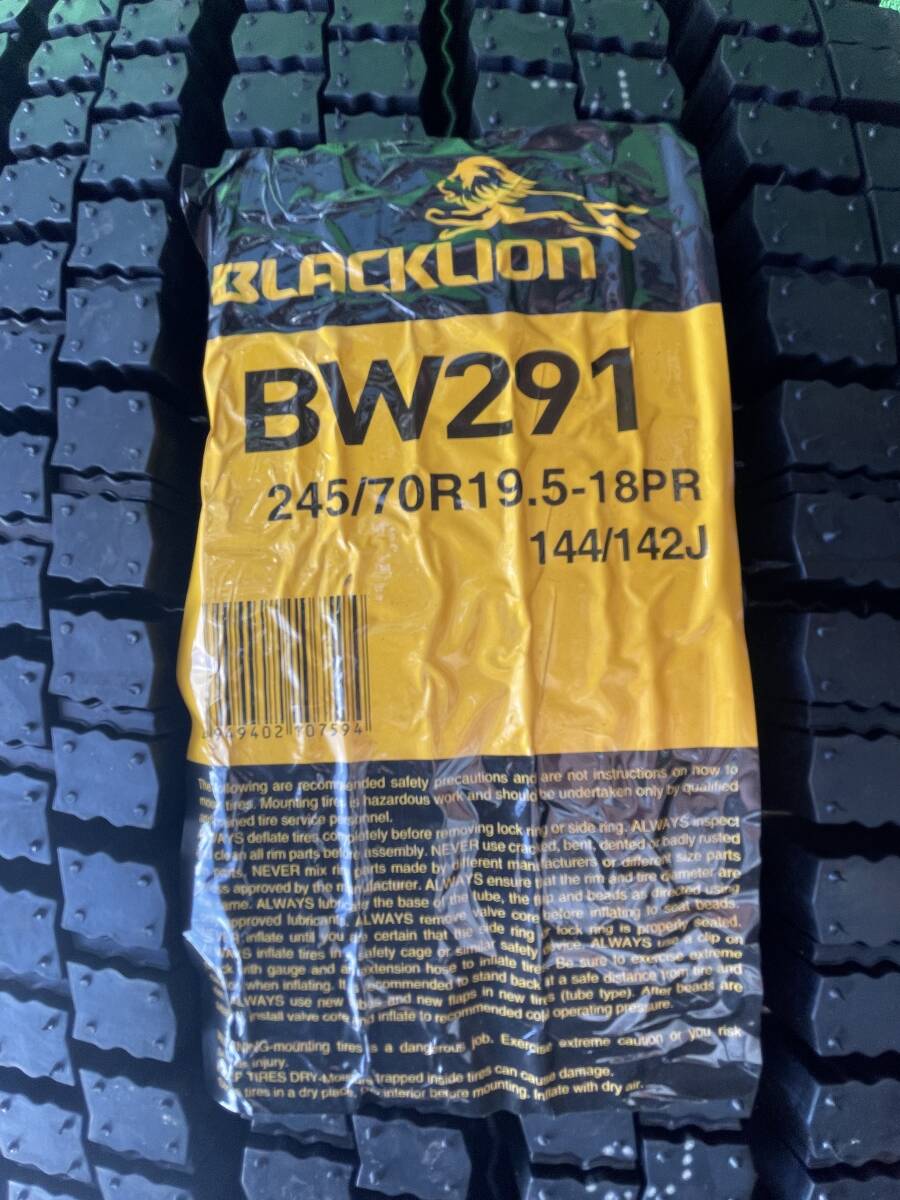 BLACKLION
BW291
245/70R19.5-18PR
144/142J
949402 107594
The following are recommended safety precautions and are not instructions on how to
tires. Mounting tires is hazardous work and should be undertaken only by qualified
tire service personnel.
deflate tires completely before removing lock ring or side ring. ALWAYS inspect
clean all rim parts before assembly. NEVER use cracked, bent, dented or badly rusted
parts. NEVER mix rim parts made by different manufacturers or different size parts
approved by the manufacturer. ALWAYS ensure that the rim and tire diameter are
ALWAYS lubricate the base of the tube, the rim and beads as directed using
approved lubricant. ALWAYS remove valve core before inflating to seat beads.
inflate until you are certain that the side ring or lock ring is properly seated.
inflate tires in safety cage or similar safety device. ALWAYS use a clip on
with gauge and an extension hose to inflate tire. Be sure to exercise extreme
when inflating. It recommended to stand back at a safe distance from tire and
ALWAYS use new tubes and new flaps in new tires (tube type). After beads are
install valve core and inflate to recommended cold operating pressure.
mounting tires is a dangerous job. Exercise extreme caution or you risk
injury.
TIRES DRY-Moisture trapped inside tires can cause damage.
tires in a dry place. interior before mounting. Inflate with dry air.